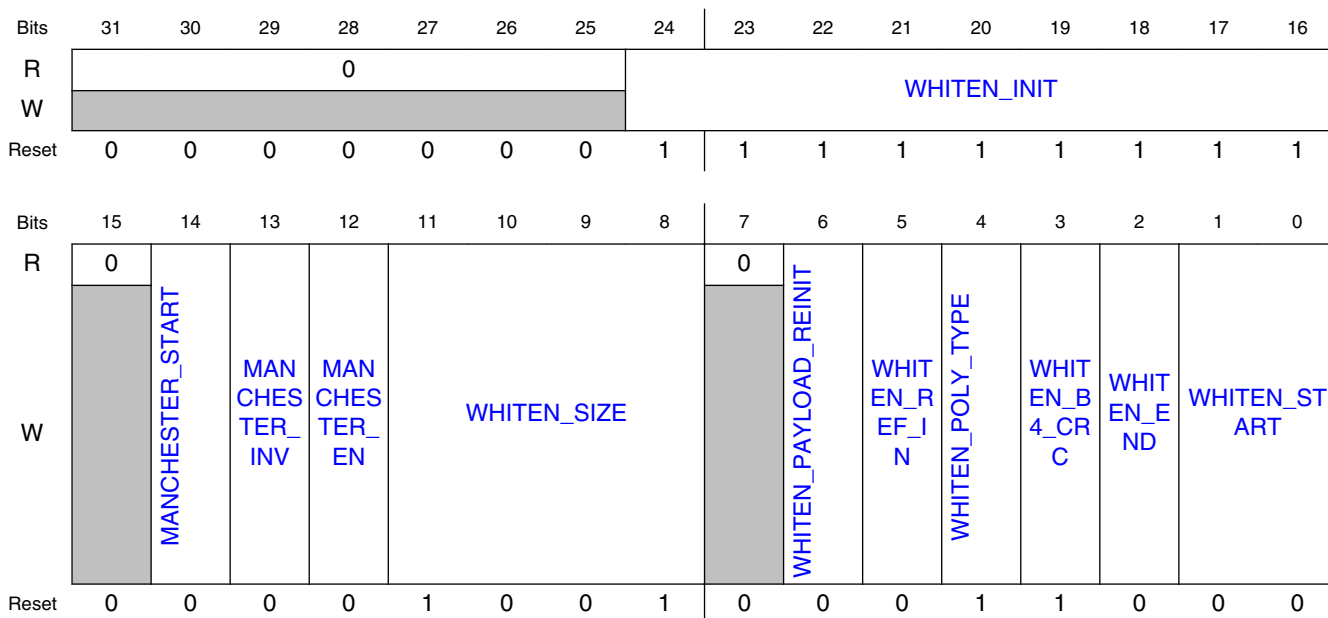 Bits 31 30 29 28 27 26 25 24 23 22 21 20 19 18 17 16
R 0
WHITEN_INIT
W
Reset 0 0 0 0 0 0 0 1 1 1 1 1 1 1 1 1
Bits 15 14 13 12 11 10 9 8 7 6 5 4 3 2 1 0
R 0 0
W
MANCHESTER_START
MAN
CHES
TER_
INV
MAN
CHES
TER_
EN
WHITEN_SIZE
WHITEN_PAYLOAD_REINIT
WHIT
EN_R
EF_I
N
WHITEN_POLY_TYPE
WHIT
EN_B
4_CR
C
WHIT
EN_E
ND
WHITEN_ST
ART
Reset 0 0 0 0 1 0 0 1 0 0 0 1 1 0 0 0